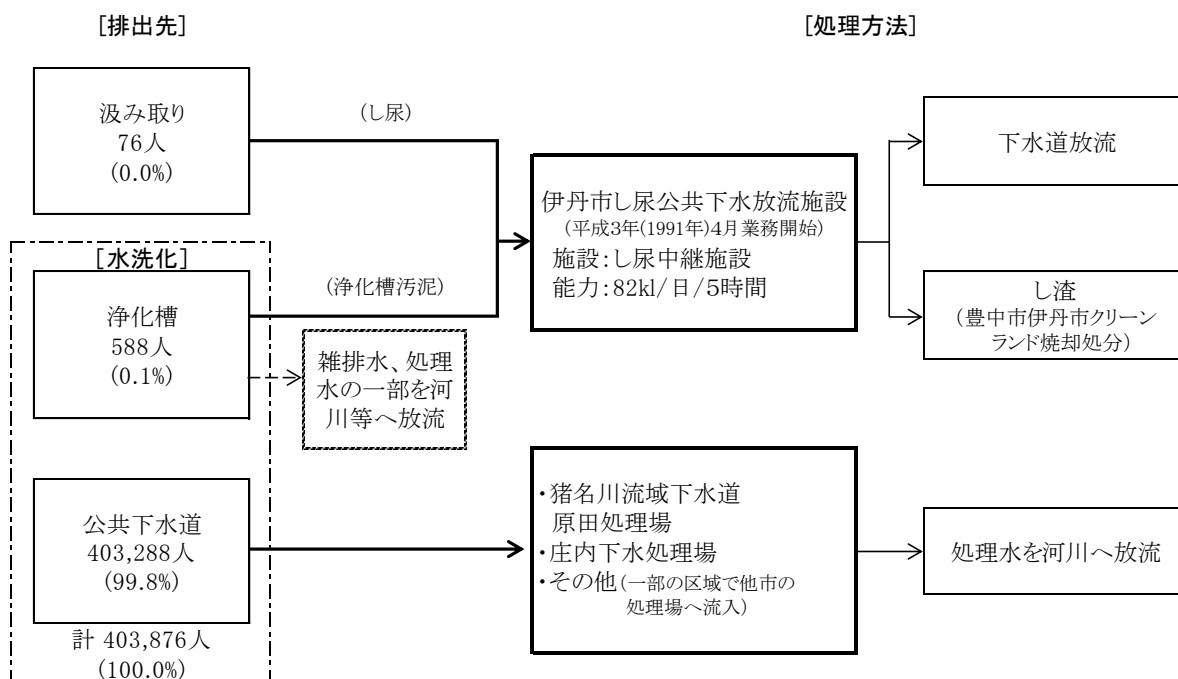 [排出先]
[処理方法]
汲み取り
76人
(0.0%)
(し尿)
[水洗化]
浄化槽
588人
(0.1%)
(浄化槽汚泥)
雑排水、処理
水の一部を河
川等へ放流
公共下水道
403,288人
(99.8%)
計 403,876人
(100.0%)
伊丹市し尿公共下水放流施設
(平成3年(1991年)4月業務開始)
施設：し尿中継施設
能力：82kl/日/5時間
下水道放流
し渣
(豊中市伊丹市クリーン
ランド焼却処分)
・猪名川流域下水道
原田処理場
・庄内下水処理場
・その他(一部の区域で他市の
処理場へ流入)
処理水を河川へ放流